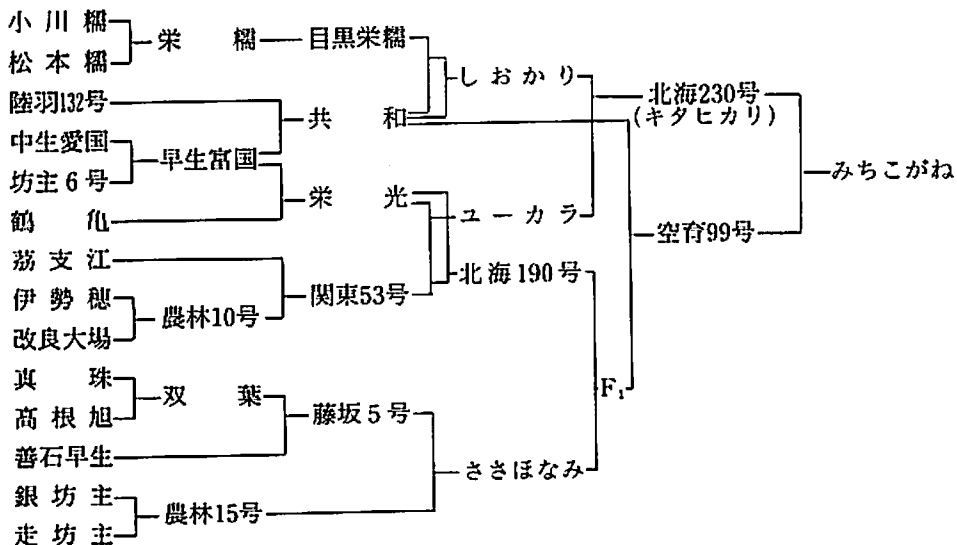 小川糯
松本糯
栄糯
目黒栄糯
しおかり
北海230号
(キタヒカリ)
みちこがね
陸羽132号
共和
中生愛国
坊主6号
早生富国
栄光
ユーカラ
鶴亀
空育99号
茘支江
北海190号
関東53号
伊勢穂
改良大場
農林10号
真珠
高根旭
双葉
F₁
藤坂5号
善石早生
ささほなみ
銀坊主
走坊主
農林15号